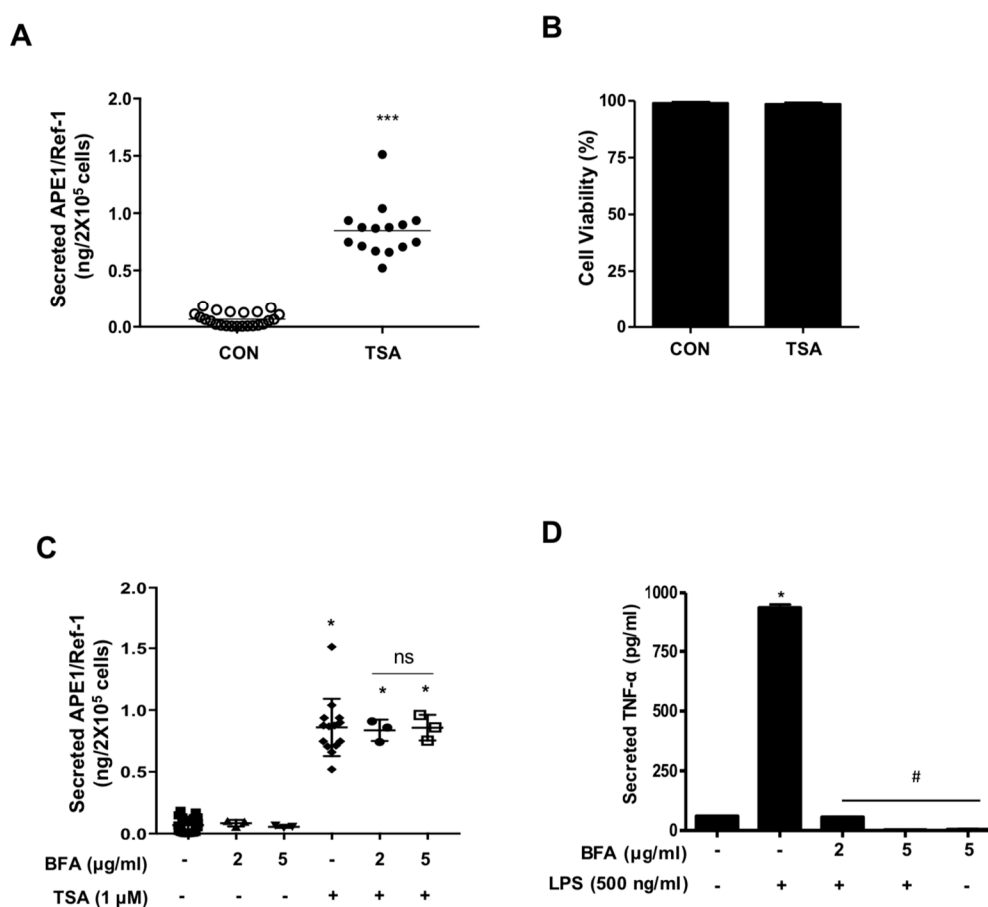 A
Secreted APE1/Ref-1
(ng/2X10⁵ cells)
2.0
1.5
1.0
0.5
0.0
***
CON
TSA
B
Cell Viability (%)
100
75
50
25
0
CON
TSA
C
Secreted APE1/Ref-1
(ng/2X10⁵ cells)
2.0
1.5
1.0
0.5
0.0
*
ns
* *
BFA (μg/ml) - 2 5 - 2 5
TSA (1 μM) - - - + + +
D
Secreted TNF-α (pg/ml)
1000
750
500
250
0
*
#
BFA (μg/ml) - - 2 5 5
LPS (500 ng/ml) - + + + -